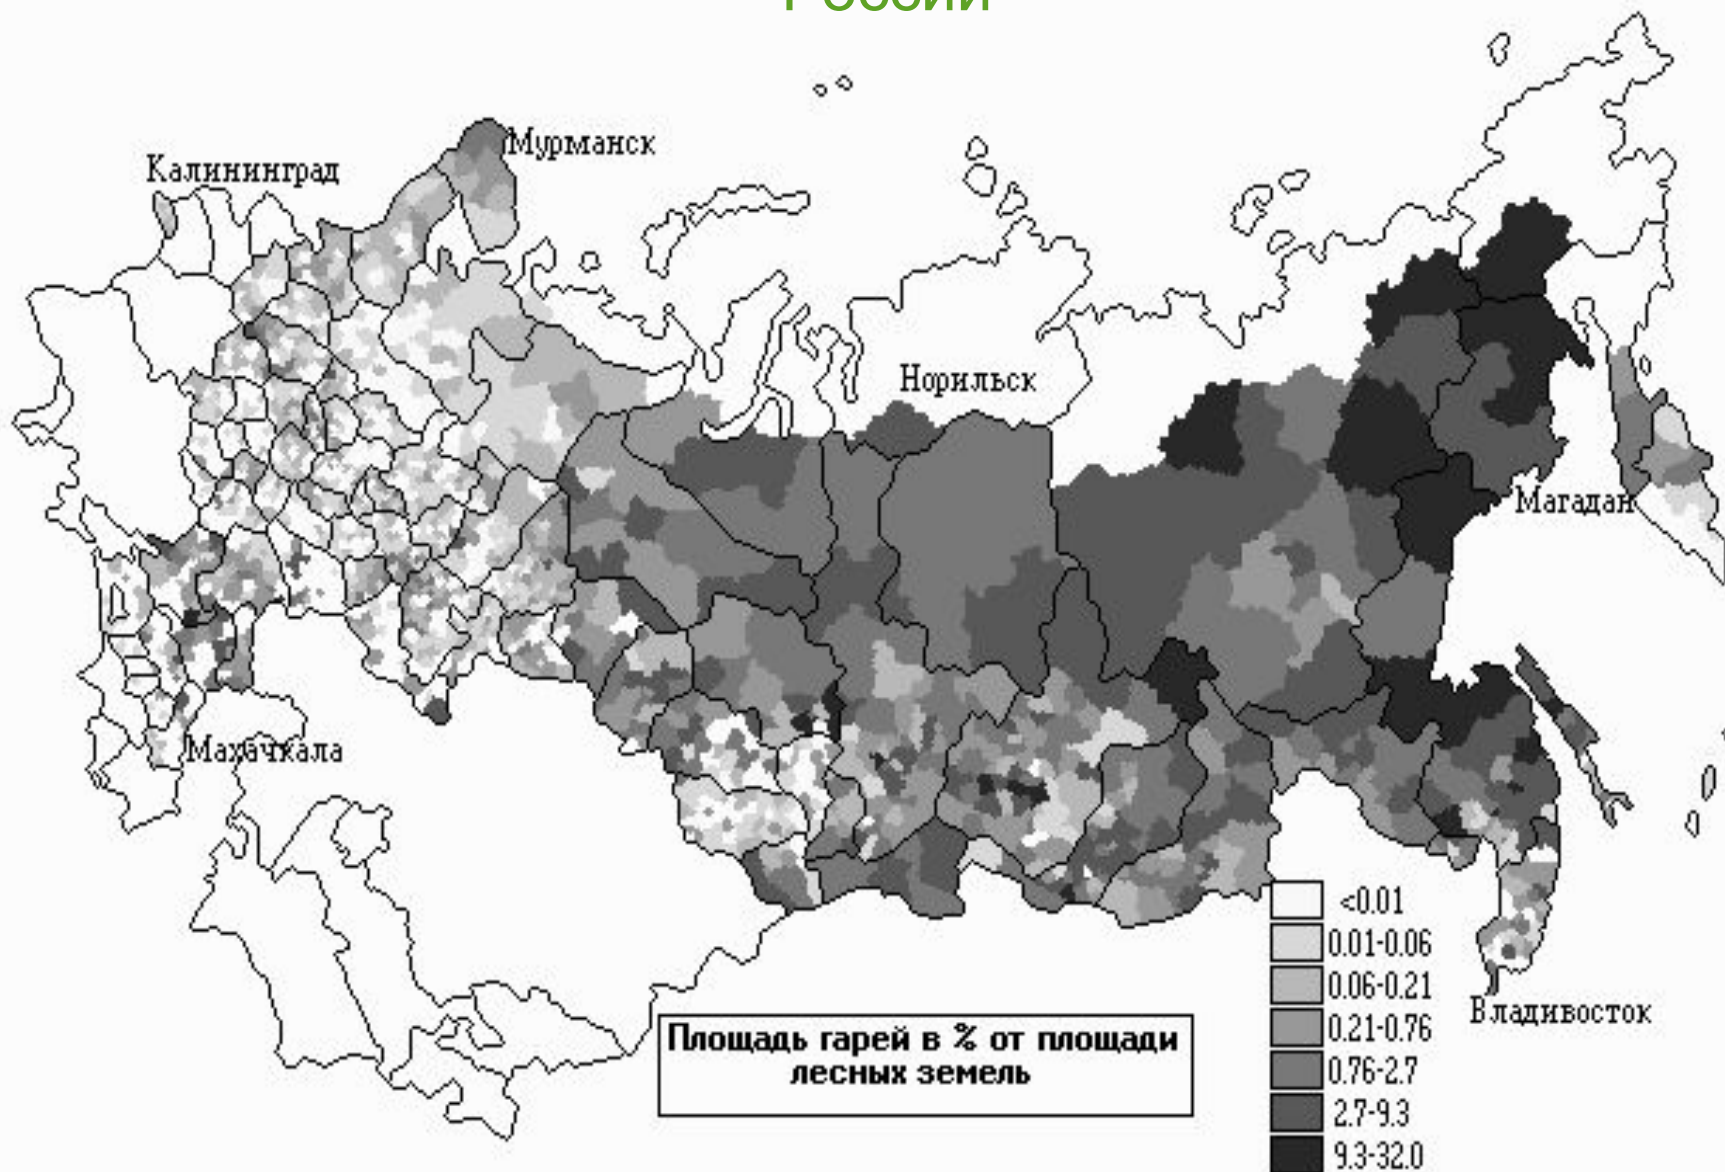 России
Мурманск
Калининград
Норильск
Магадан
Махачкала
<0.01
0.01-0.06
0.06-0.21
0.21-0.76
0.76-2.7
2.7-9.3
9.3-32.0
Владивосток
Площадь гарей в % от площади
лесных земель